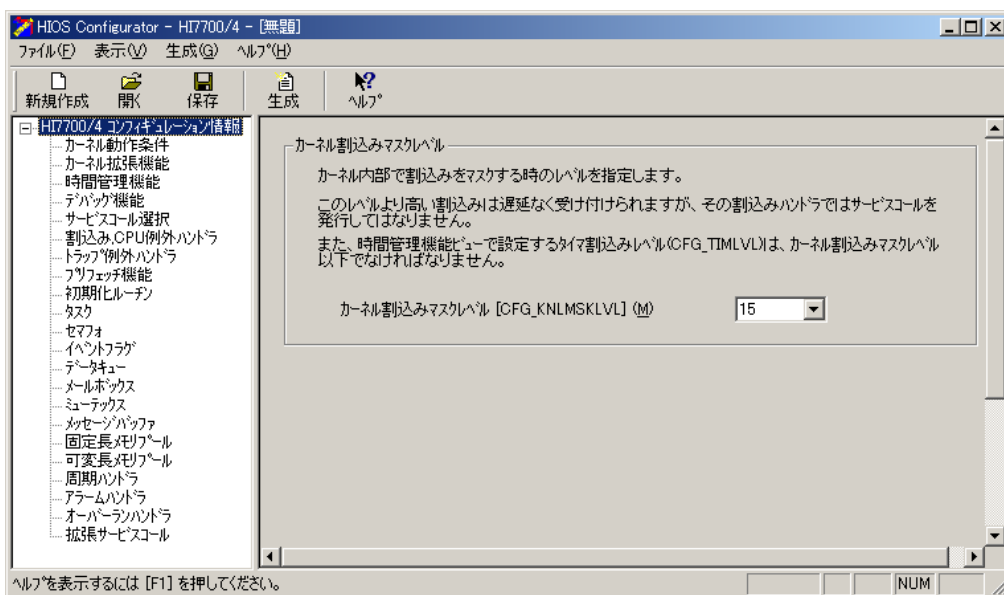 HIOS Configurator - HI7700/4 - [無題]
ファイル(F) 表示(V) 生成(G) ヘルプ(H)
新規作成 開く 保存 生成 ヘルプ
HI7700/4 コンフィギュレーション情報
カーネル動作条件
カーネル拡張機能
時間管理機能
デバッグ機能
サービスコール選択
割込み,CPU例外ハンドラ
トラップ例外ハンドラ
プリフェッチ機能
初期化ルーチン
タスク
セマフォ
イベントフラグ
データキュー
メールボックス
ミューテックス
メッセージバッファ
固定長メモリプール
可変長メモリプール
周期ハンドラ
アラームハンドラ
オーバーランハンドラ
拡張サービスコール
カーネル割込みマスクレベル
カーネル内部で割込みをマスクする時のレベルを指定します。
このレベルより高い割込みは遅延なく受け付けられますが、その割込みハンドラではサービスコールを
発行してはなりません。
また、時間管理機能ビューで設定するタイマ割込みレベル(CFG_TIMLVL)は、カーネル割込みマスクレベル
以下でなければなりません。
カーネル割込みマスクレベル [CFG_KNLMSKLVL] (M) 15
ヘルプを表示するには [F1] を押してください。 NUM